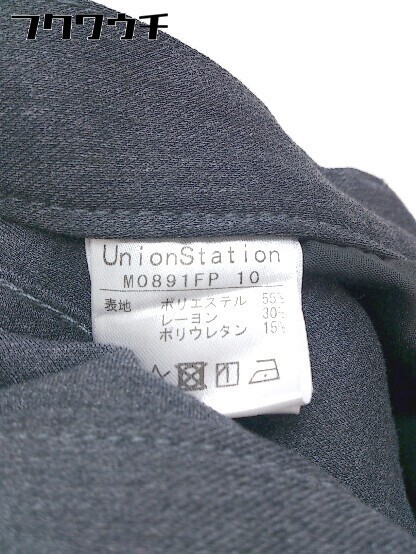 フクワウチ
UnionStation
M0891FP 10
表地 ポリエステル 55%
レーヨン 30%
ポリウレタン 15%